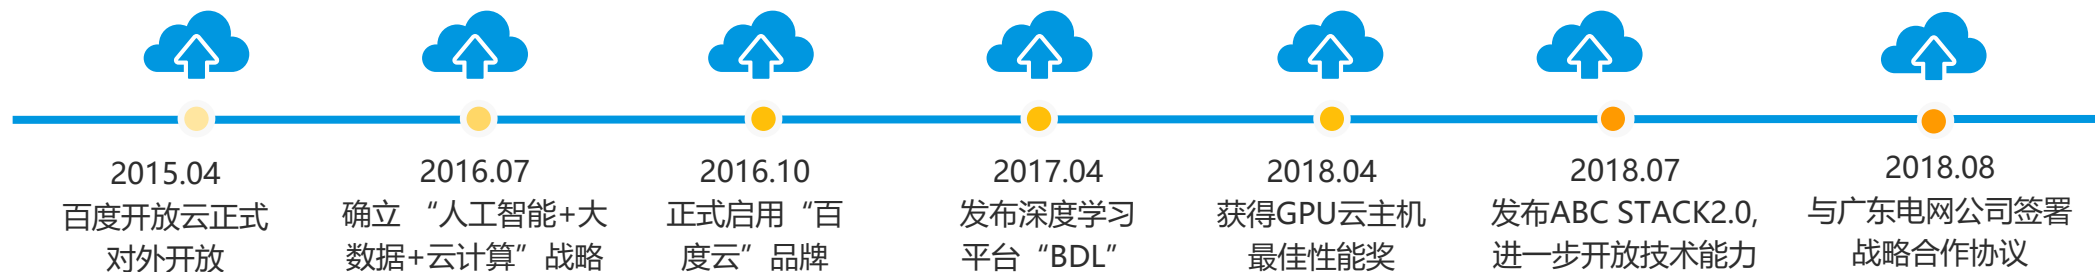 2015.04
百度开放云正式
对外开放
2016.07
确立 “人工智能+大
数据+云计算”战略
2016.10
正式启用“百
度云”品牌
2017.04
发布深度学习
平台“BDL”
2018.04
获得GPU云主机
最佳性能奖
2018.07
发布ABC STACK2.0,
进一步开放技术能力
2018.08
与广东电网公司签署
战略合作协议